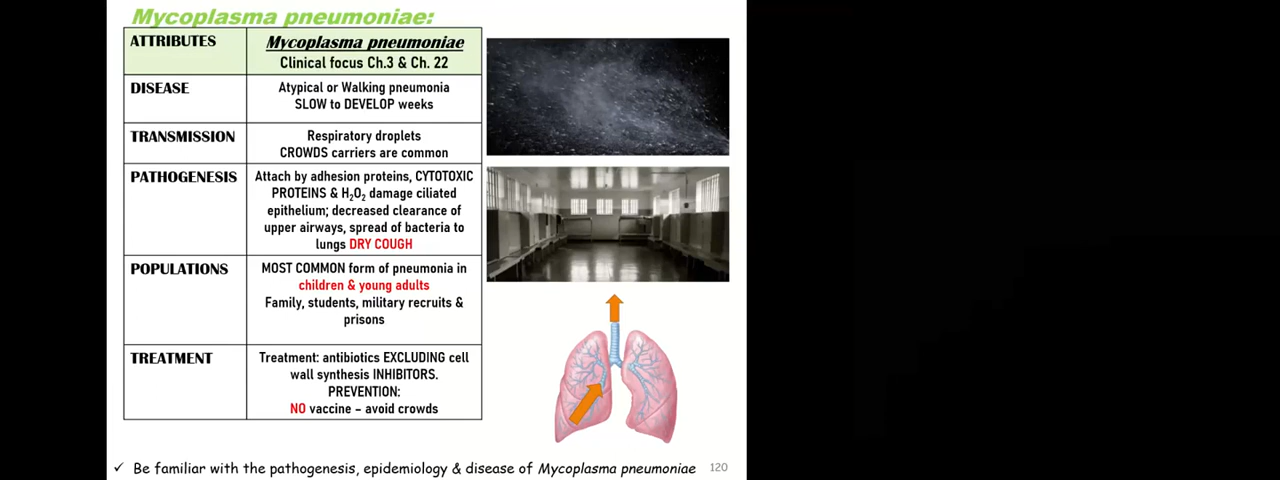 Mycoplasma pneumoniae:
ATTRIBUTES
Mycoplasma pneumoniae
Clinical focus Ch.3 & Ch. 22
DISEASE
Atypical or Walking pneumonia
SLOW to DEVELOP weeks
TRANSMISSION
Respiratory droplets
CROWDS carriers are common
PATHOGENESIS
Attach by adhesion proteins, CYTOTOXIC
PROTEINS & H₂O₂ damage ciliated
epithelium; decreased clearance of
upper airways, spread of bacteria to
lungs DRY COUGH
POPULATIONS
MOST COMMON form of pneumonia in
children & young adults
Family, students, military recruits &
prisons
TREATMENT
Treatment: antibiotics EXCLUDING cell
wall synthesis INHIBITORS.
PREVENTION:
NO vaccine – avoid crowds
✓ Be familiar with the pathogenesis, epidemiology & disease of Mycoplasma pneumoniae
120